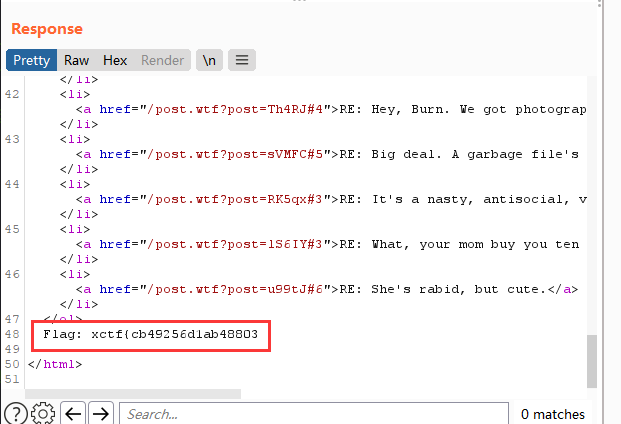 Response
Pretty Raw Hex Render \n
</li>
42 <li>
<a href="/post.wtf?post=Th4RJ#4">RE: Hey, Burn. We got photograp
</li>
43 <li>
<a href="/post.wtf?post=sVMFC#5">RE: Big deal. A garbage file's
</li>
44 <li>
<a href="/post.wtf?post=RK5qx#3">RE: It's a nasty, antisocial, v
</li>
45 <li>
<a href="/post.wtf?post=lS6IY#3">RE: What, your mom buy you ten
</li>
46 <li>
<a href="/post.wtf?post=u99tJ#6">RE: She's rabid, but cute.</a>
</li>
47 </ol>
48 Flag: xctf{cb49256d1ab48803
49
50 </html>
51
Search... 0 matches